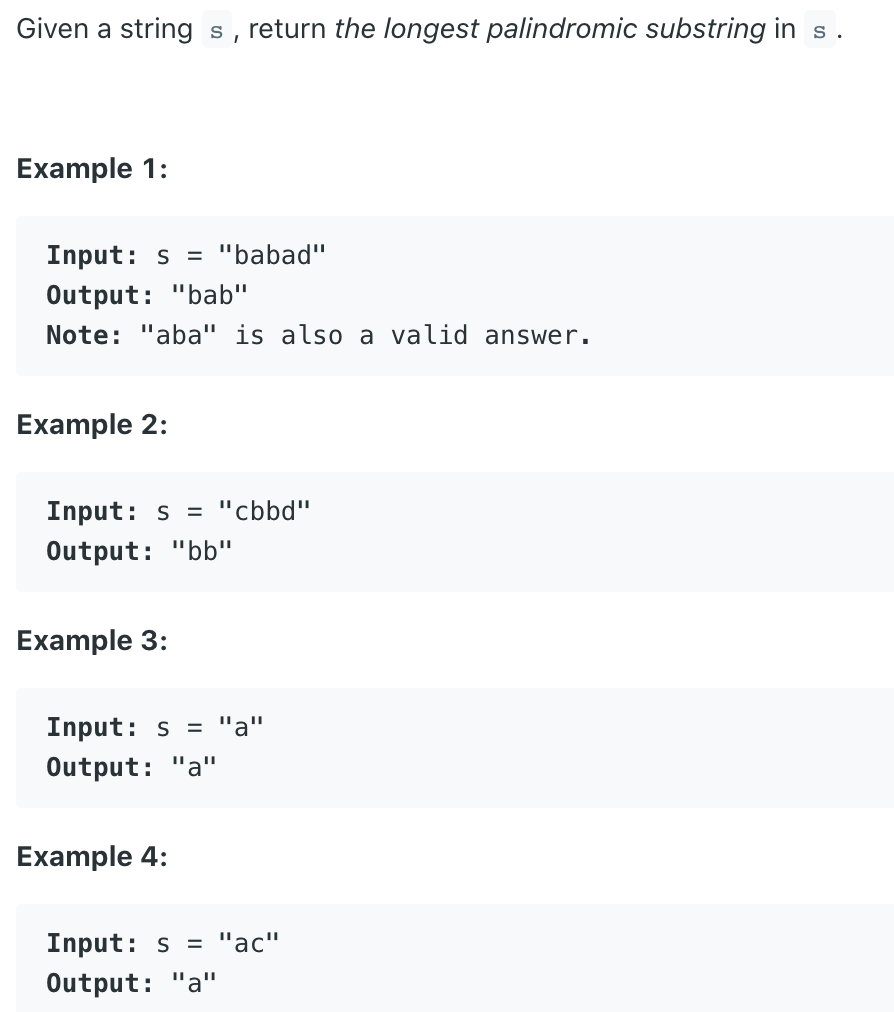 Given a string s, return the longest palindromic substring in s.
Example 1:
Input: s = "babad"
Output: "bab"
Note: "aba" is also a valid answer.
Example 2:
Input: s = "cbbd"
Output: "bb"
Example 3:
Input: s = "a"
Output: "a"
Example 4:
Input: s = "ac"
Output: "a"